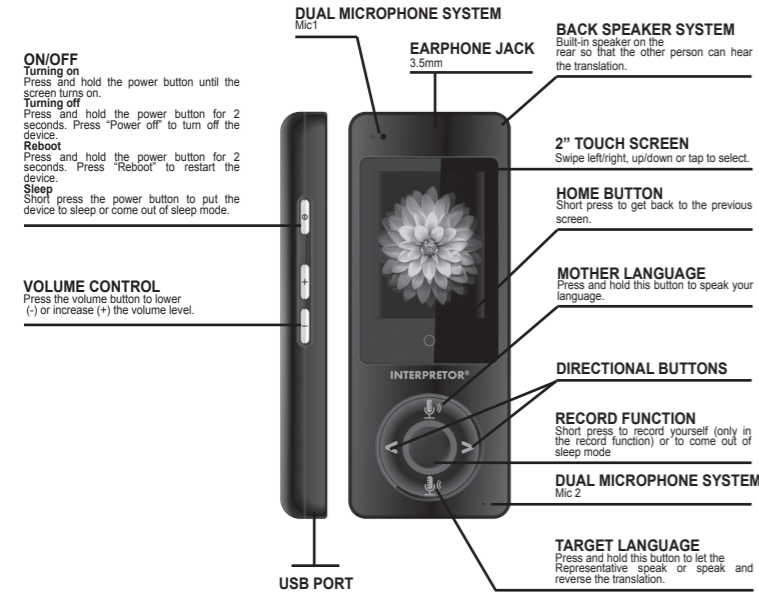 DUAL MICROPHONE SYSTEM
Mic1
EARPHONE JACK
3.5mm
BACK SPEAKER SYSTEM
Built-in speaker on the
rear so that the other person can hear
the translation.
ON/OFF
Turning on
Press and hold the power button until the
screen turns on.
Turning off
Press and hold the power button for 2
seconds. Press “Power off” to turn off the
device.
Reboot
Press and hold the power button for 2
seconds. Press “Reboot” to restart the
device.
Sleep
Short press the power button to put the
device to sleep or come out of sleep mode.
2” TOUCH SCREEN
Swipe left/right, up/down or tap to select.
HOME BUTTON
Short press to get back to the previous
screen.
VOLUME CONTROL
Press the volume button to lower
(-) or increase (+) the volume level.
+
-
MOTHER LANGUAGE
Press and hold this button to speak your
language.
INTERPRETOR®
DIRECTIONAL BUTTONS
< >
RECORD FUNCTION
Short press to record yourself (only in
the record function) or to come out of
sleep mode
DUAL MICROPHONE SYSTEM
Mic 2
TARGET LANGUAGE
Press and hold this button to let the
Representative speak or speak and
reverse the translation.
USB PORT